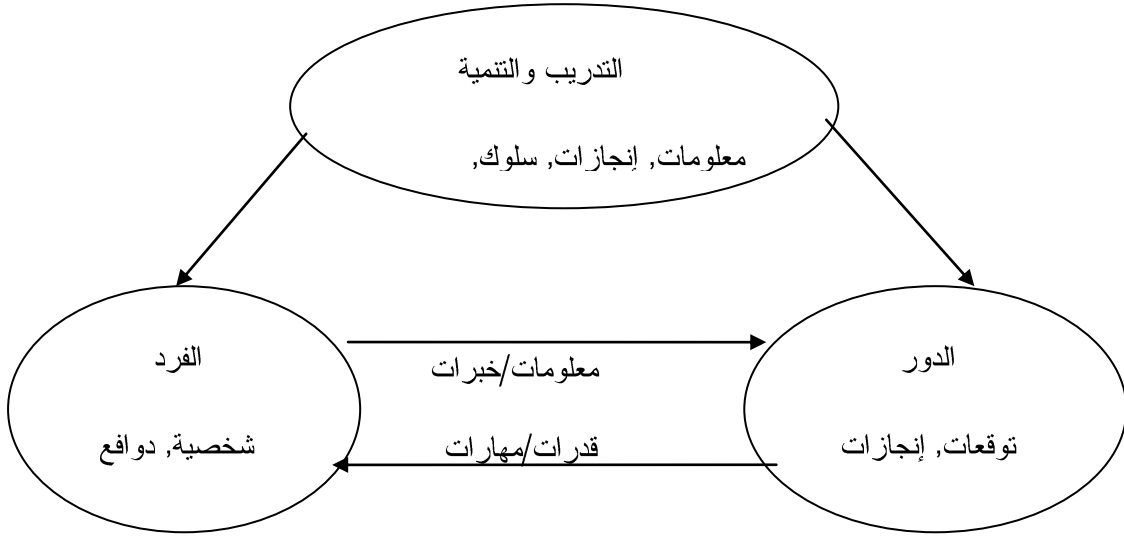 التدريب والتنمية
معلومات, إنجازات, سلوك,
الدور
توقعات, إنجازات
معلومات/خبرات
قدرات/مهارات
الفرد
شخصية, دوافع